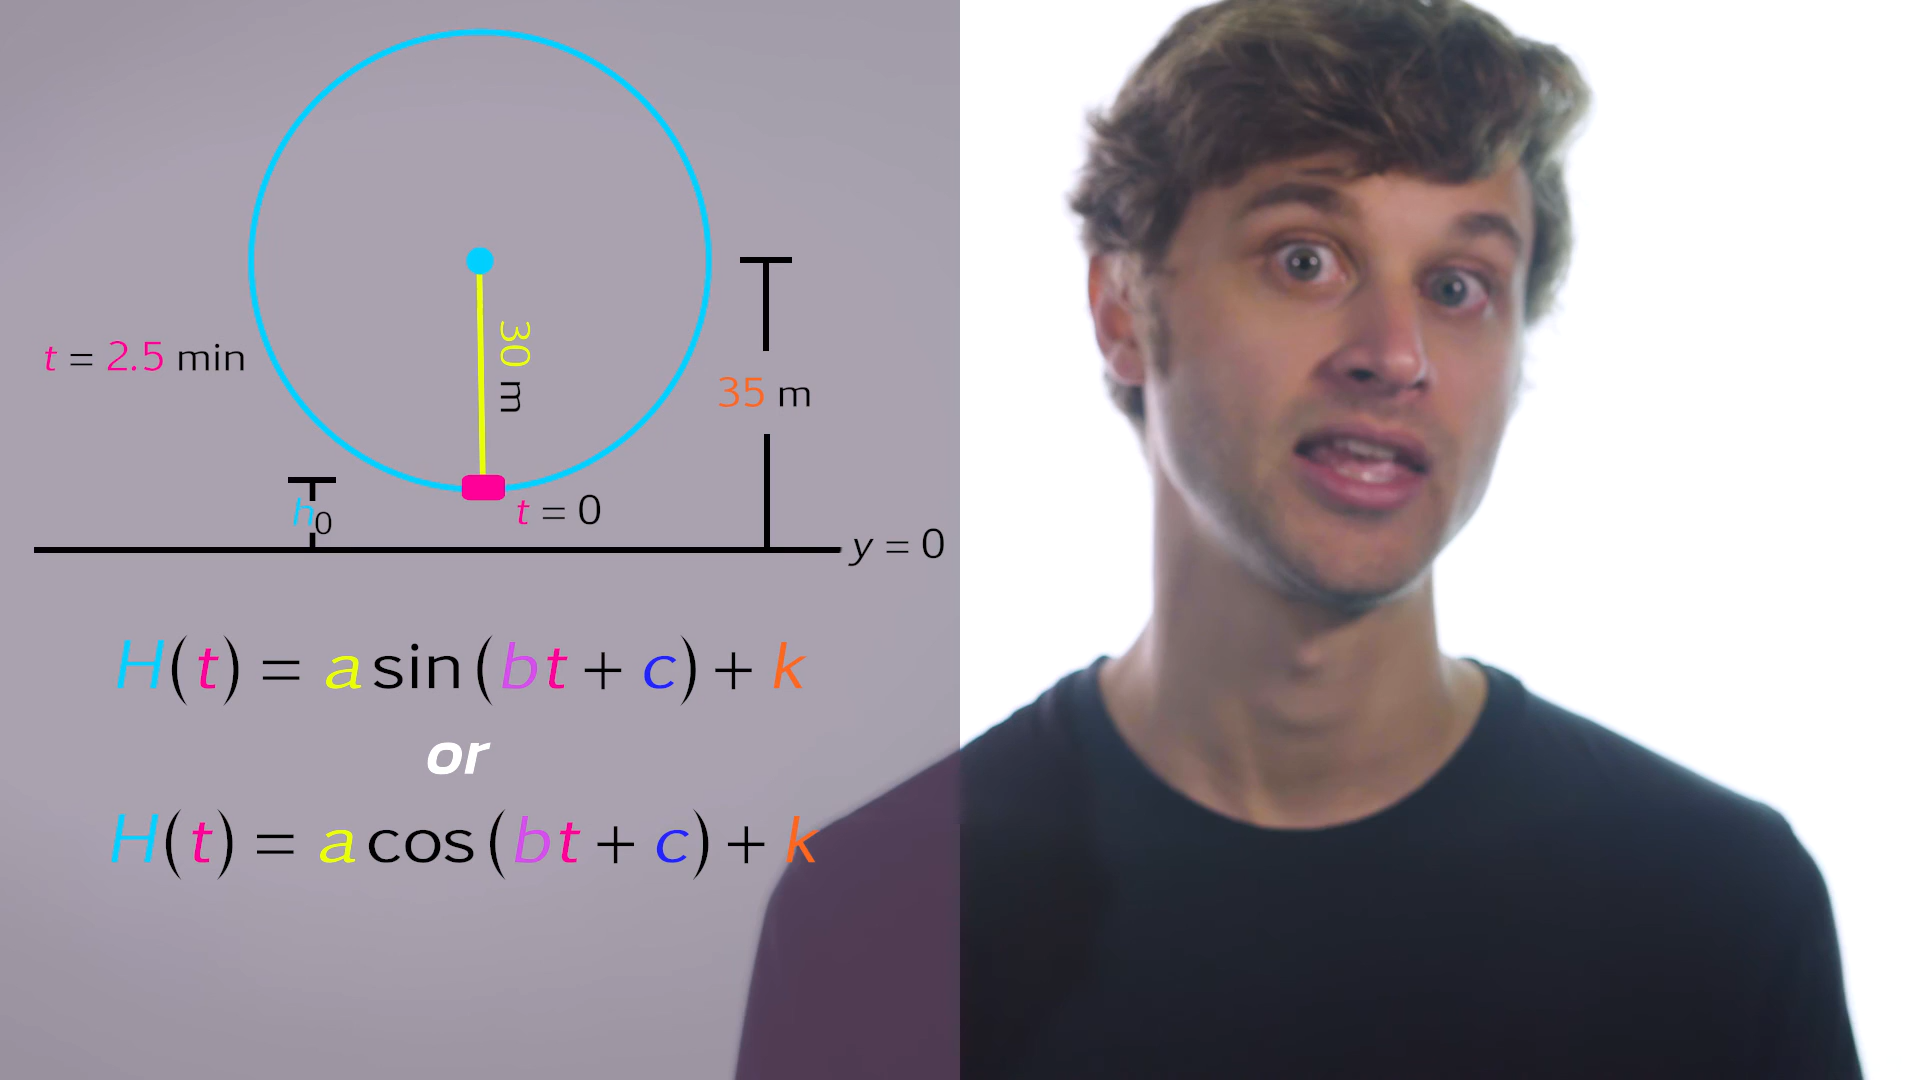 30 m
t = 2.5 min
35 m
h0
t = 0
y = 0
H(t) = a sin (bt + c) + k
or
H(t) = a cos (bt + c) + k